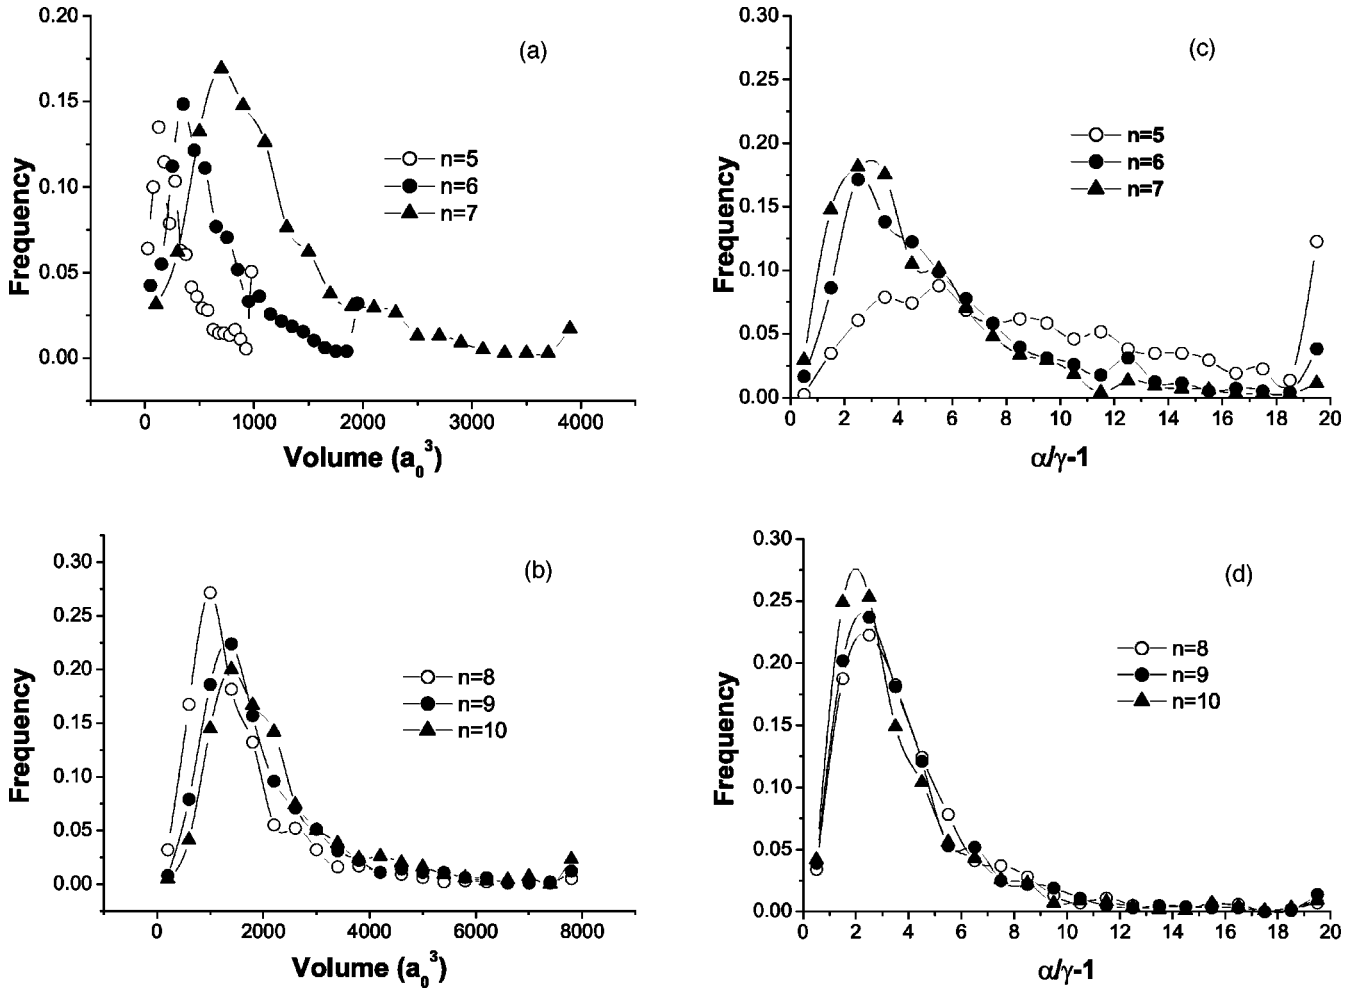 (a)
0.20
0.15
0.10
0.05
0.00
Frequency
n=5
n=6
n=7
0 1000 2000 3000 4000
Volume (a₀³)
(c)
0.30
0.25
0.20
0.15
0.10
0.05
0.00
Frequency
n=5
n=6
n=7
0 2 4 6 8 10 12 14 16 18 20
α/γ-1
(b)
0.30
0.25
0.20
0.15
0.10
0.05
0.00
Frequency
n=8
n=9
n=10
0 2000 4000 6000 8000
Volume (a₀³)
(d)
0.30
0.25
0.20
0.15
0.10
0.05
0.00
Frequency
n=8
n=9
n=10
0 2 4 6 8 10 12 14 16 18 20
α/γ-1